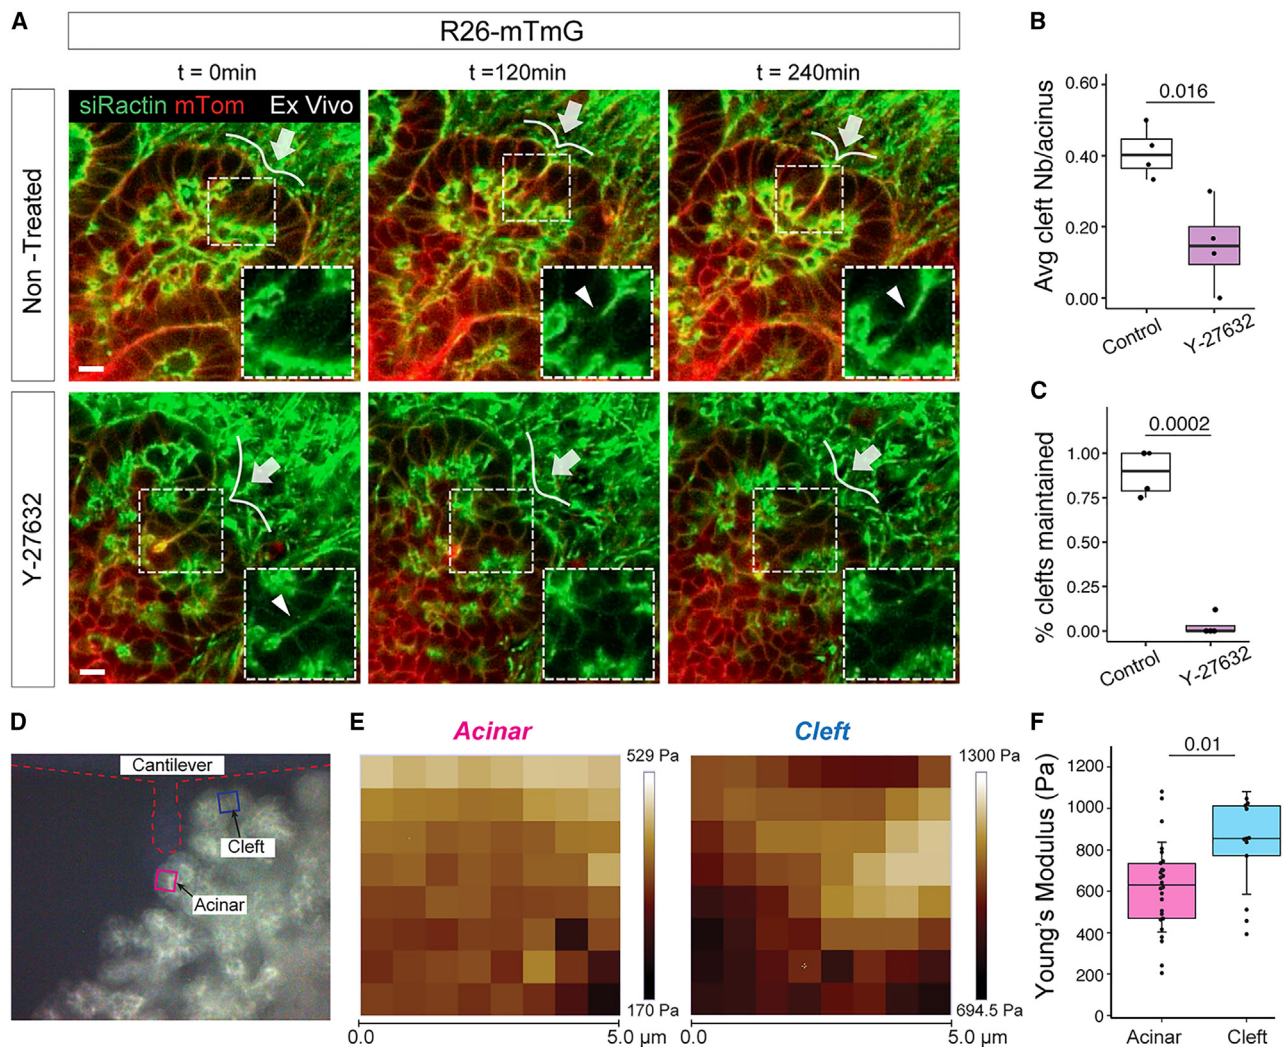 A
R26-mTmG
t = 0min
t =120min
t = 240min
Non -Treated
siRactin mTom Ex Vivo
Y-27632
B
Avg cleft Nb/acinus
0.60
0.40
0.20
0.00
0.016
Control
Y-27632
C
% clefts maintained
1.00
0.75
0.50
0.25
0.00
0.0002
Control
Y-27632
D
Cantilever
Cleft
Acinar
E
Acinar
529 Pa
170 Pa
0.0
5.0 µm
Cleft
1300 Pa
694.5 Pa
0.0
5.0 µm
F
Young's Modulus (Pa)
1200
1000
800
600
400
200
0
0.01
Acinar
Cleft